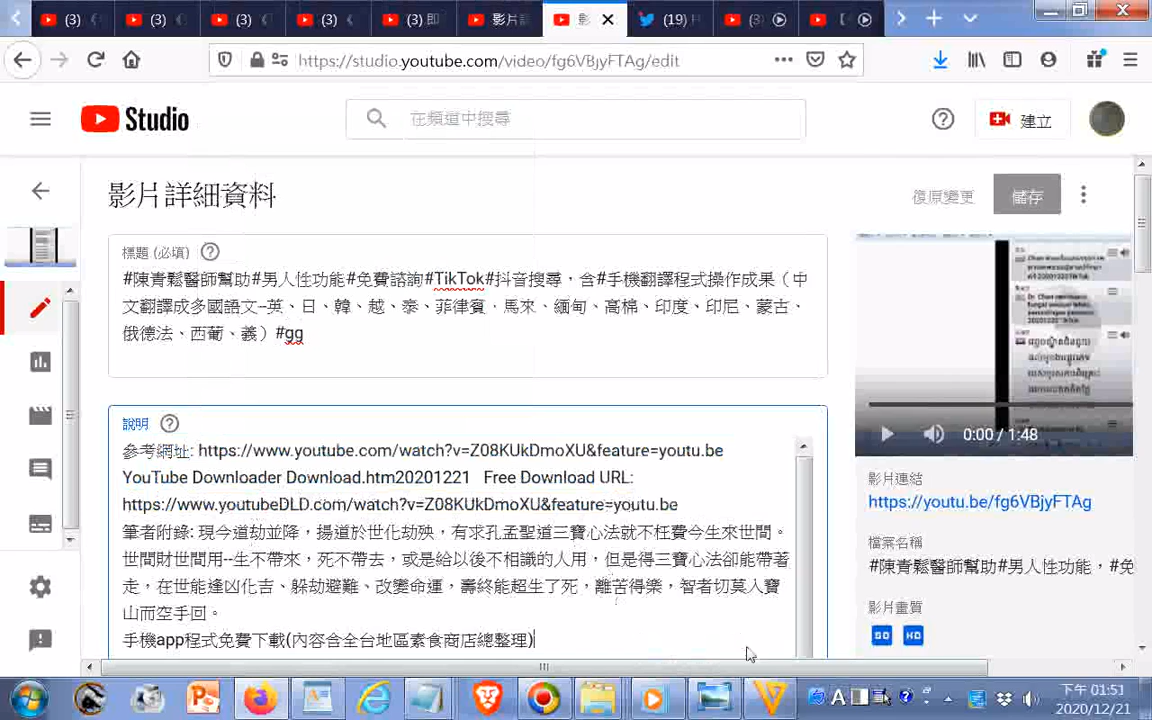 (3)
(3)
(3)
(3)
(3) 即
影片詳
影
(19)
(3)
https://studio.youtube.com/video/fg6VBjyFTAg/edit
Studio
在頻道中搜尋
建立
影片詳細資料
復原變更
儲存
標題 (必填)
#陳青鬆醫師幫助#男人性功能#免費諮詢#TikTok#抖音搜尋，含#手機翻譯程式操作成果（中
文翻譯成多國語文--英、日、韓、越、泰、菲律賓．馬來、緬甸、高棉、印度、印尼、蒙古、
俄德法、西葡、義）#gg
說明
參考網址: https://www.youtube.com/watch?v=Z08KUkDmoXU&feature=youtu.be
YouTube Downloader Download.htm20201221 Free Download URL:
https://www.youtubeDLD.com/watch?v=Z08KUkDmoXU&feature=youtu.be
筆者附錄: 現今道劫並降，揚道於世化劫殃，有求孔孟聖道三寶心法就不枉費今生來世間。
世間財世間用--生不帶來，死不帶去，或是給以後不相識的人用，但是得三寶心法卻能帶著
走，在世能逢凶化吉、躲劫避難、改變命運，壽終能超生了死，離苦得樂，智者切莫入寶
山而空手回。
手機app程式免費下載(內容含全台地區素食商店總整理)
0:00 / 1:48
影片連結
https://youtu.be/fg6VBjyFTAg
檔案名稱
#陳青鬆醫師幫助#男人性功能，#免
影片畫質
SD HD
下午 01:51
2020/12/21